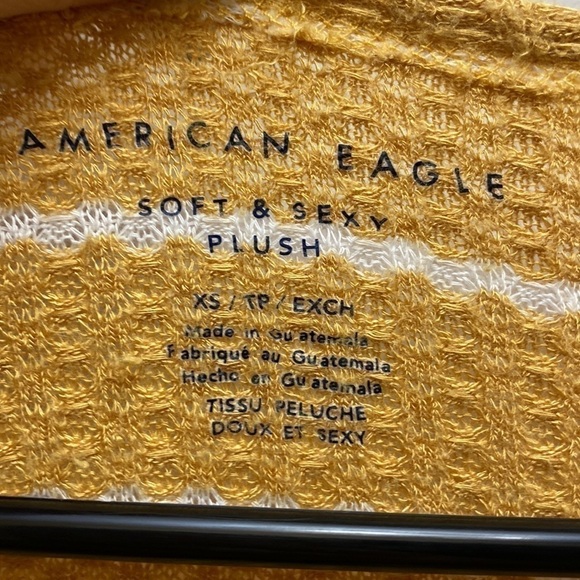 AMERICAN EAGLE
SOFT & SEXY
PLUSH
XS / TP / EXCH
Made in Guatemala
Fabriqué au Guatemala
Hecho en Guatemala
TISSU PELUCHE
DOUX ET SEXY